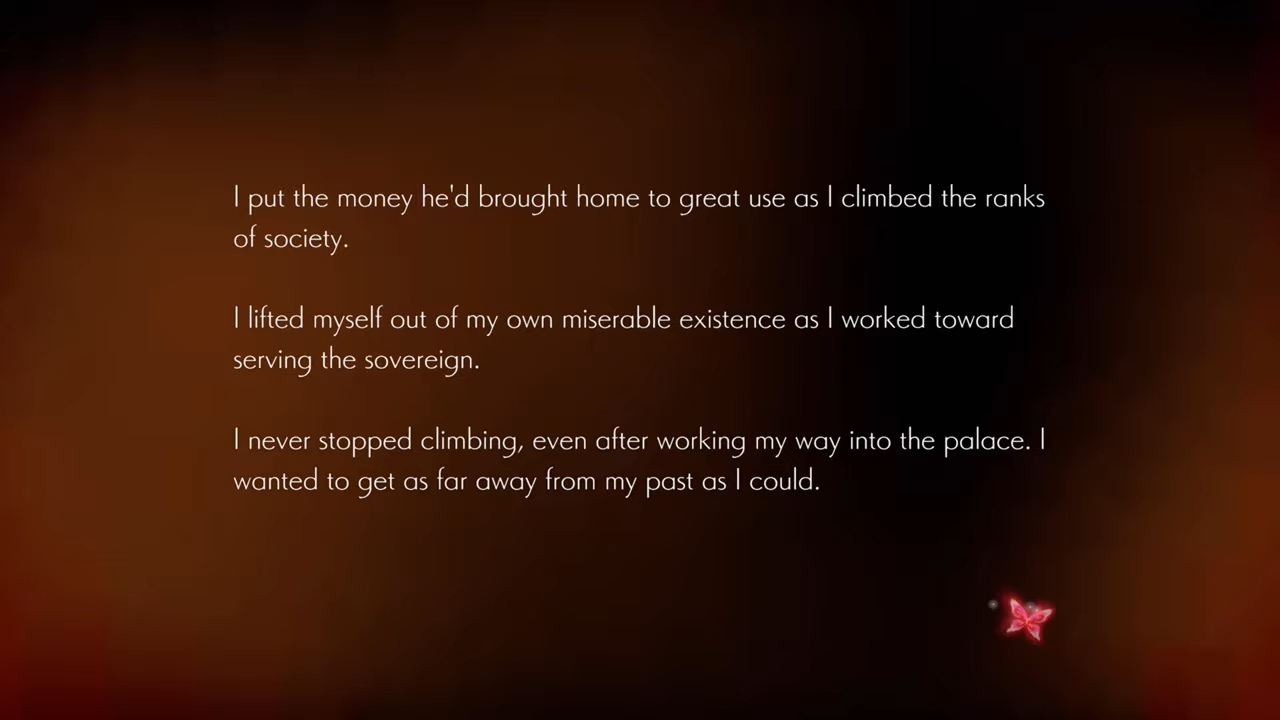 I put the money he'd brought home to great use as I climbed the ranks
of society.
I lifted myself out of my own miserable existence as I worked toward
serving the sovereign.
I never stopped climbing, even after working my way into the palace. I
wanted to get as far away from my past as I could.